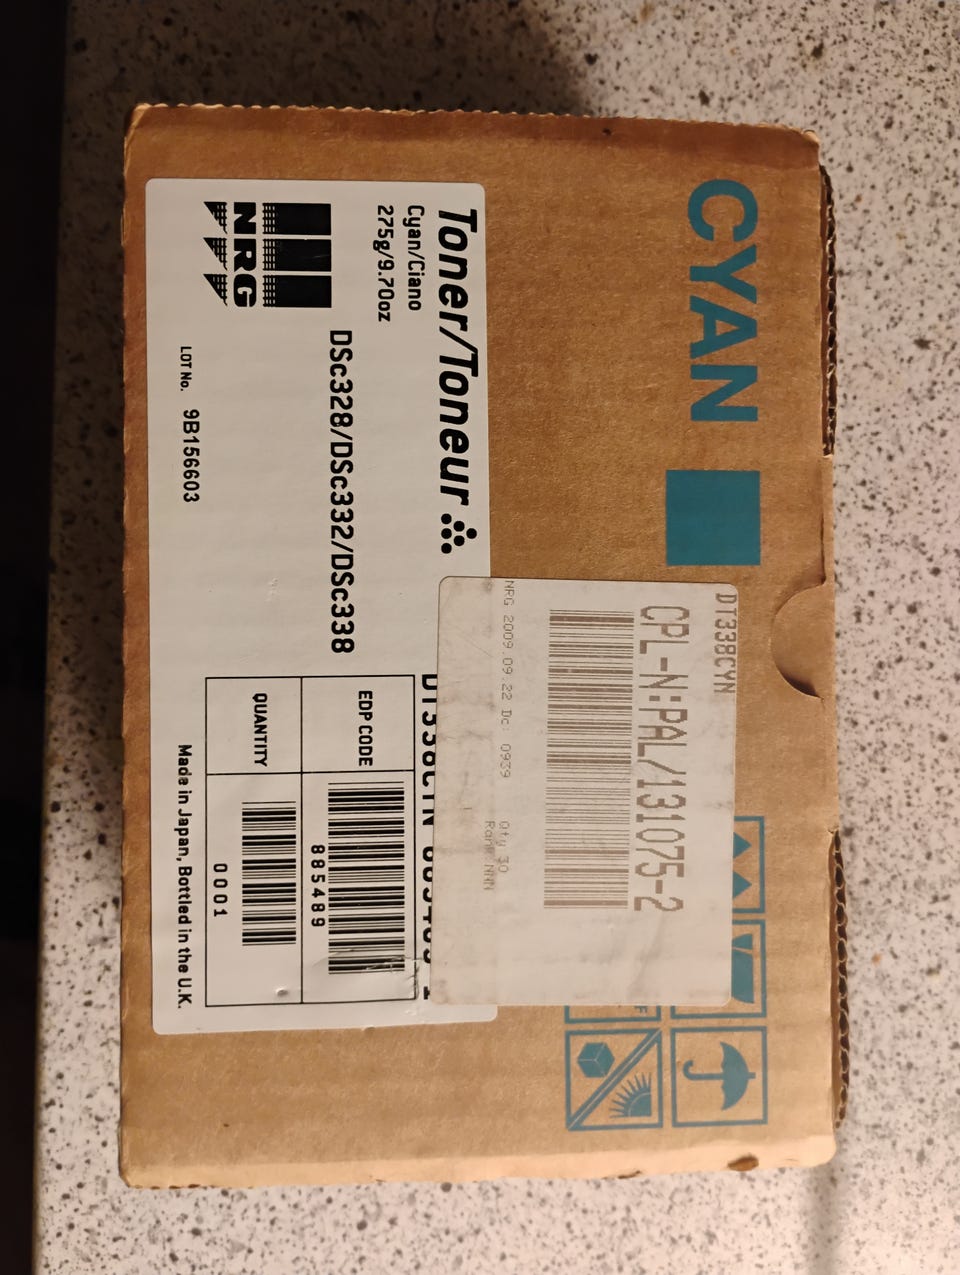 CYAN
DT338CYN
CPL-N:PAL/131075-2
NRG 2009.09.22 Dc: 0939 Qty 30
Rank:NNN
Toner/Toneur
Cyan/Ciano
275g/9.70oz
NRG
DSc328/DSc332/DSc338
EDP CODE
885489
QUANTITY
0001
LOT No. 9B156603
Made in Japan, Bottled in the U.K.